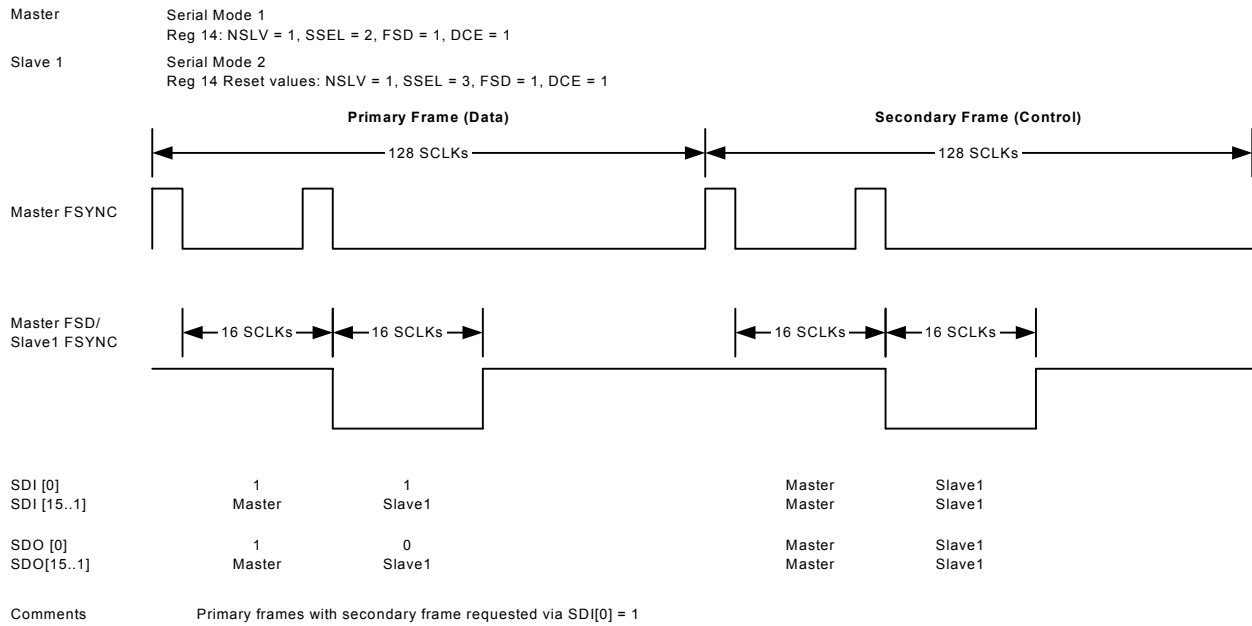 Master Serial Mode 1
Reg 14: NSLV = 1, SSEL = 2, FSD = 1, DCE = 1
Slave 1 Serial Mode 2
Reg 14 Reset values: NSLV = 1, SSEL = 3, FSD = 1, DCE = 1
Primary Frame (Data) Secondary Frame (Control)
128 SCLKs 128 SCLKs
Master FSYNC
Master FSD/
Slave1 FSYNC
16 SCLKs 16 SCLKs 16 SCLKs 16 SCLKs
SDI [0] 1 1 Master Slave1
SDI [15..1] Master Slave1 Master Slave1
SDO [0] 1 0 Master Slave1
SDO[15..1] Master Slave1 Master Slave1
Comments Primary frames with secondary frame requested via SDI[0] = 1